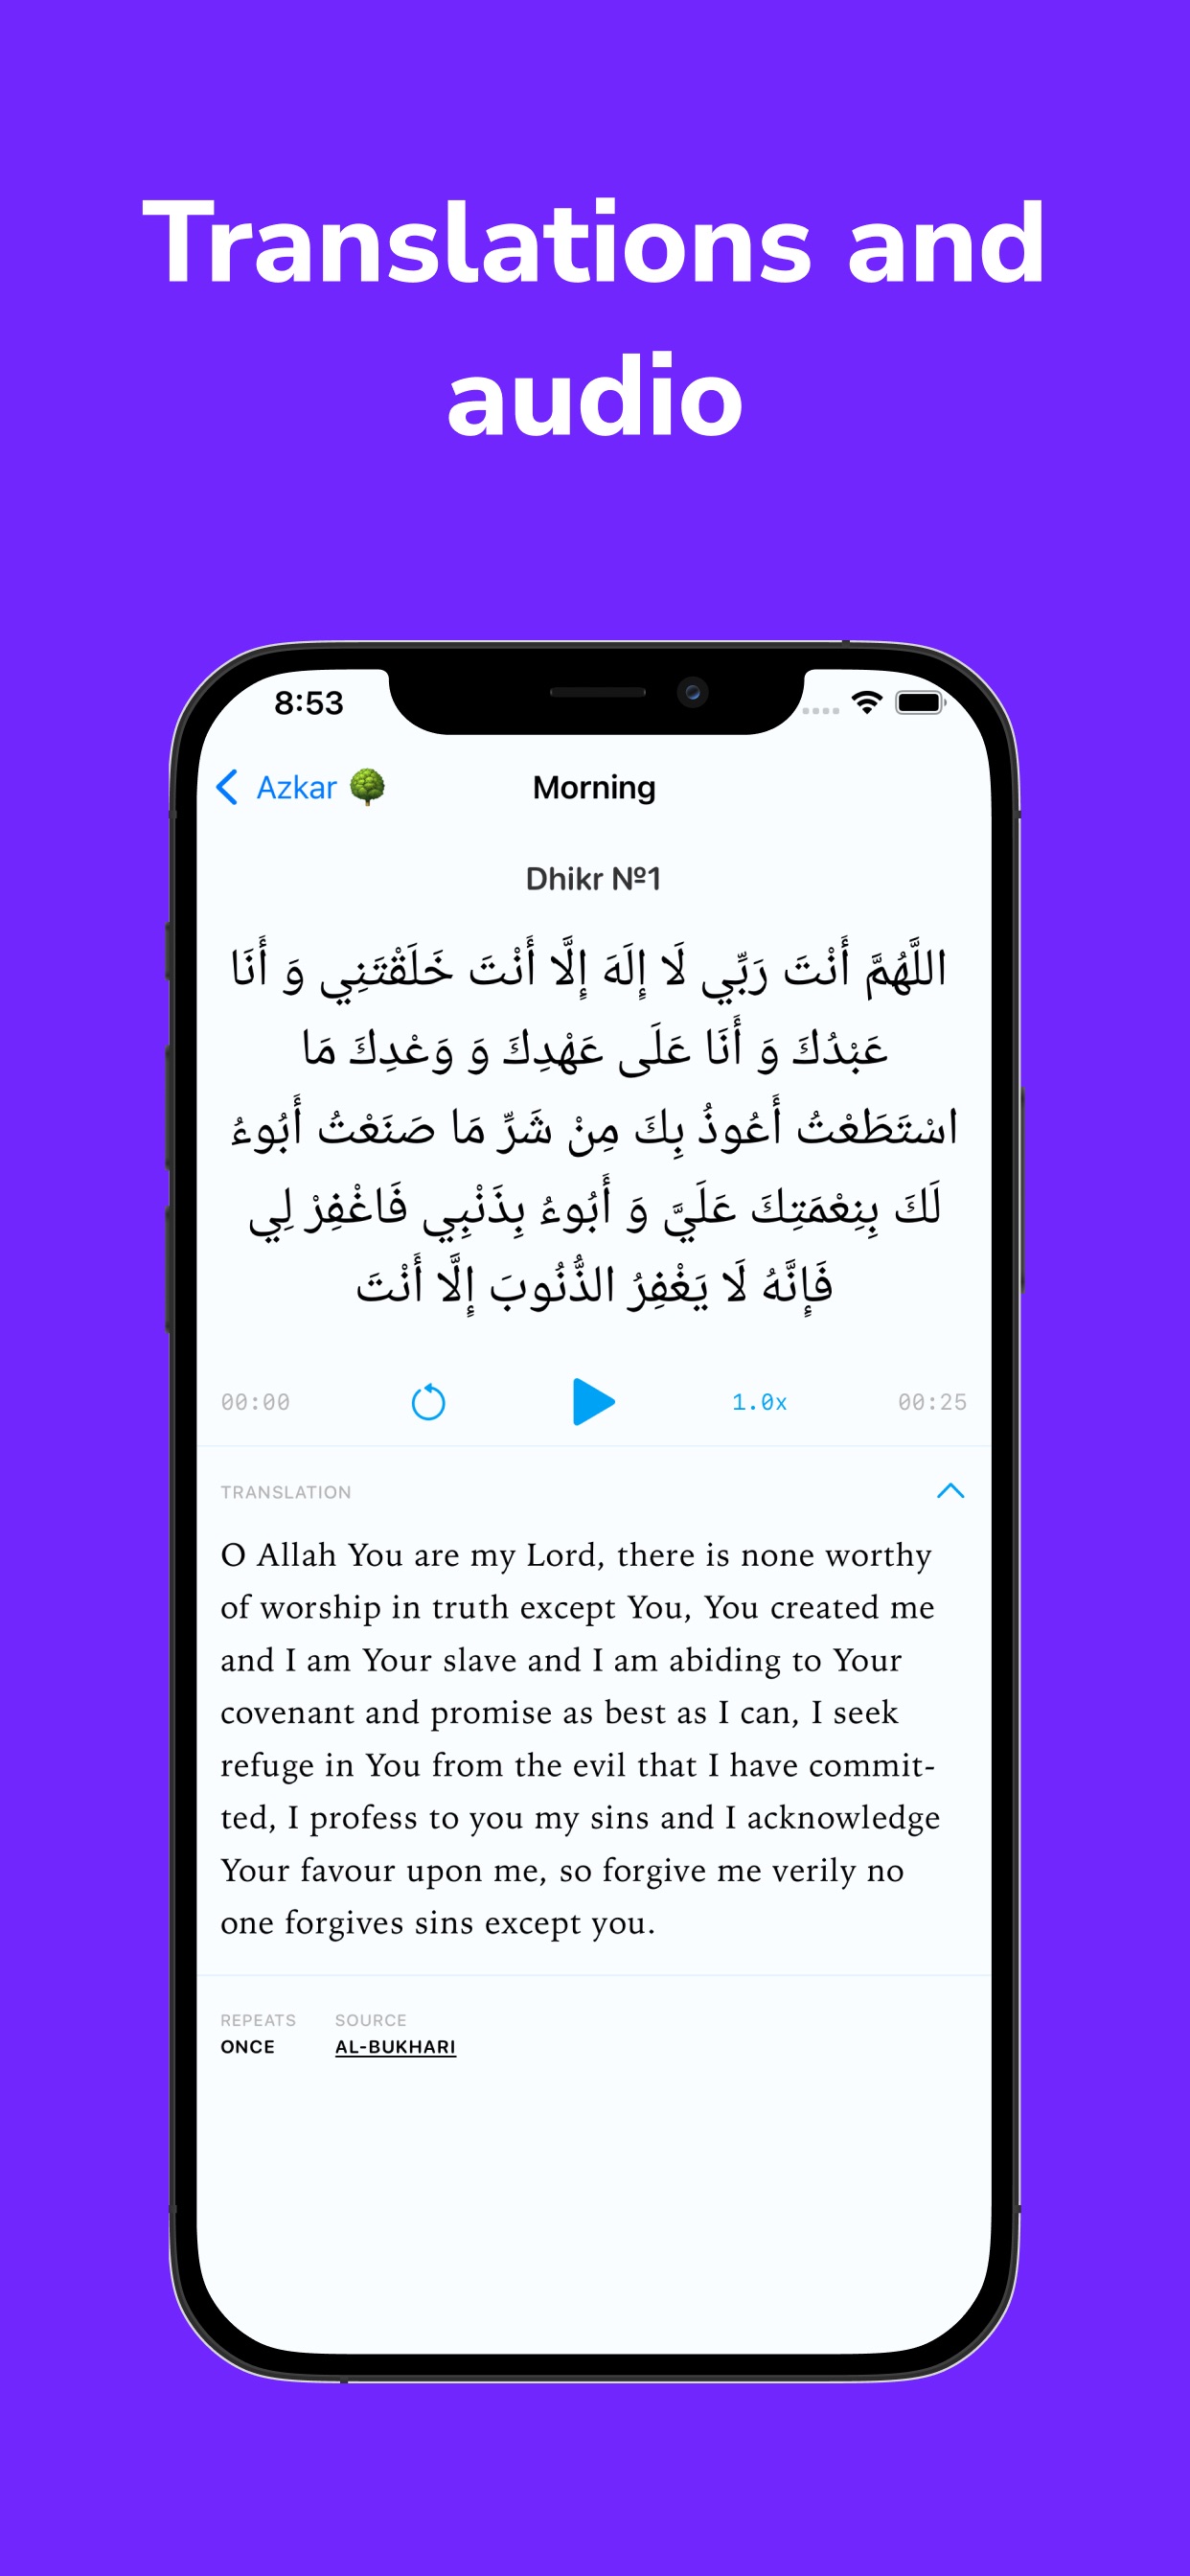 Translations and
audio
8:53
Azkar
Morning
Dhikr №1
اللَّهُمَّ أَنْتَ رَبِّي لَا إِلَهَ إِلَّا أَنْتَ خَلَقْتَنِي وَ أَنَا
عَبْدُكَ وَ أَنَا عَلَى عَهْدِكَ وَ وَعْدِكَ مَا
اسْتَطَعْتُ أَعُوذُ بِكَ مِنْ شَرِّ مَا صَنَعْتُ أَبُوءُ
لَكَ بِنِعْمَتِكَ عَلَيَّ وَ أَبُوءُ بِذَنْبِي فَاغْفِرْ لِي
فَإِنَّهُ لَا يَغْفِرُ الذُّنُوبَ إِلَّا أَنْتَ
00:00 1.0x 00:25
TRANSLATION
O Allah You are my Lord, there is none worthy
of worship in truth except You, You created me
and I am Your slave and I am abiding to Your
covenant and promise as best as I can, I seek
refuge in You from the evil that I have commit-
ted, I profess to you my sins and I acknowledge
Your favour upon me, so forgive me verily no
one forgives sins except you.
REPEATS SOURCE
ONCE AL-BUKHARI